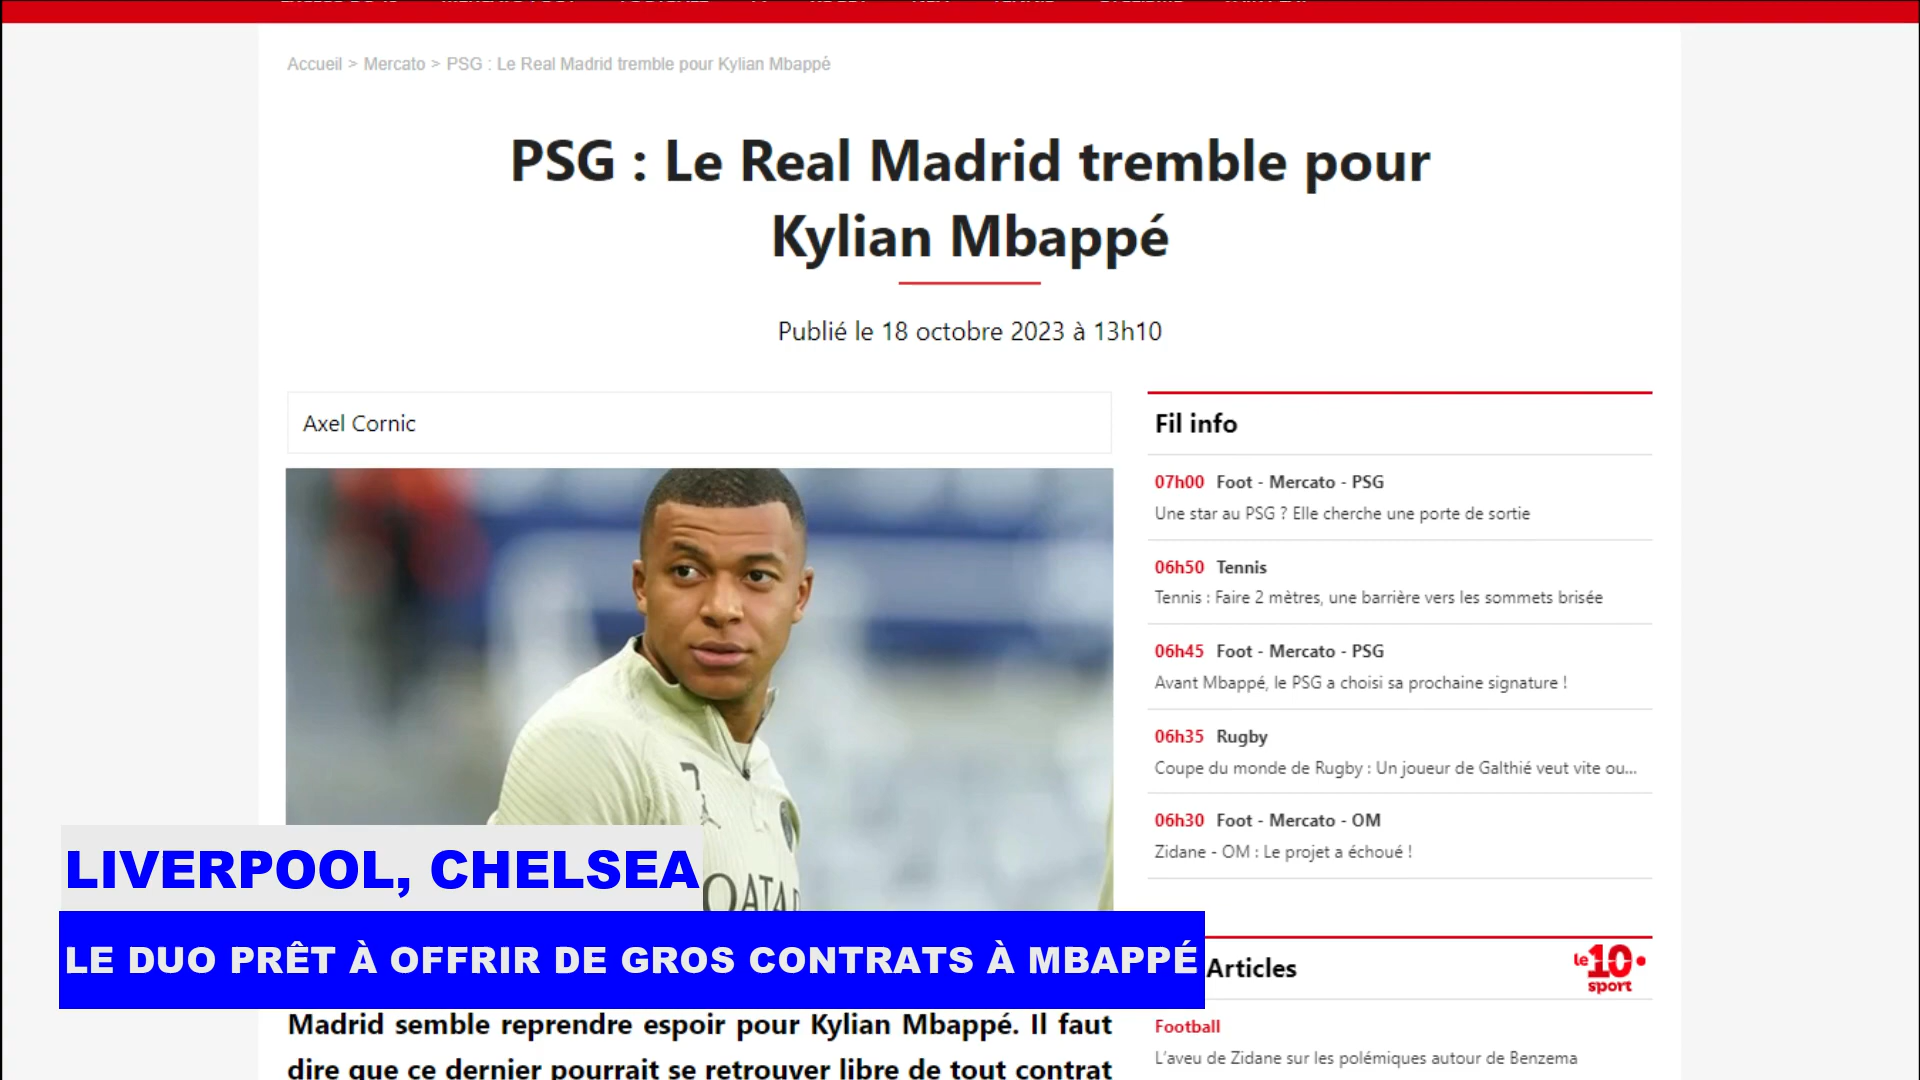 Accueil > Mercato > PSG : Le Real Madrid tremble pour Kylian Mbappé
PSG : Le Real Madrid tremble pour
Kylian Mbappé
Publié le 18 octobre 2023 à 13h10
Axel Cornic
QATAR
LIVERPOOL, CHELSEA
LE DUO PRÊT À OFFRIR DE GROS CONTRATS À MBAPPÉ
Madrid semble reprendre espoir pour Kylian Mbappé. Il faut
dire que ce dernier pourrait se retrouver libre de tout contrat
Fil info
07h00 Foot - Mercato - PSG
Une star au PSG ? Elle cherche une porte de sortie
06h50 Tennis
Tennis : Faire 2 mètres, une barrière vers les sommets brisée
06h45 Foot - Mercato - PSG
Avant Mbappé, le PSG a choisi sa prochaine signature !
06h35 Rugby
Coupe du monde de Rugby : Un joueur de Galthié veut vite ou...
06h30 Foot - Mercato - OM
Zidane - OM : Le projet a échoué !
Articles
le 10 sport
Football
L'aveu de Zidane sur les polémiques autour de Benzema